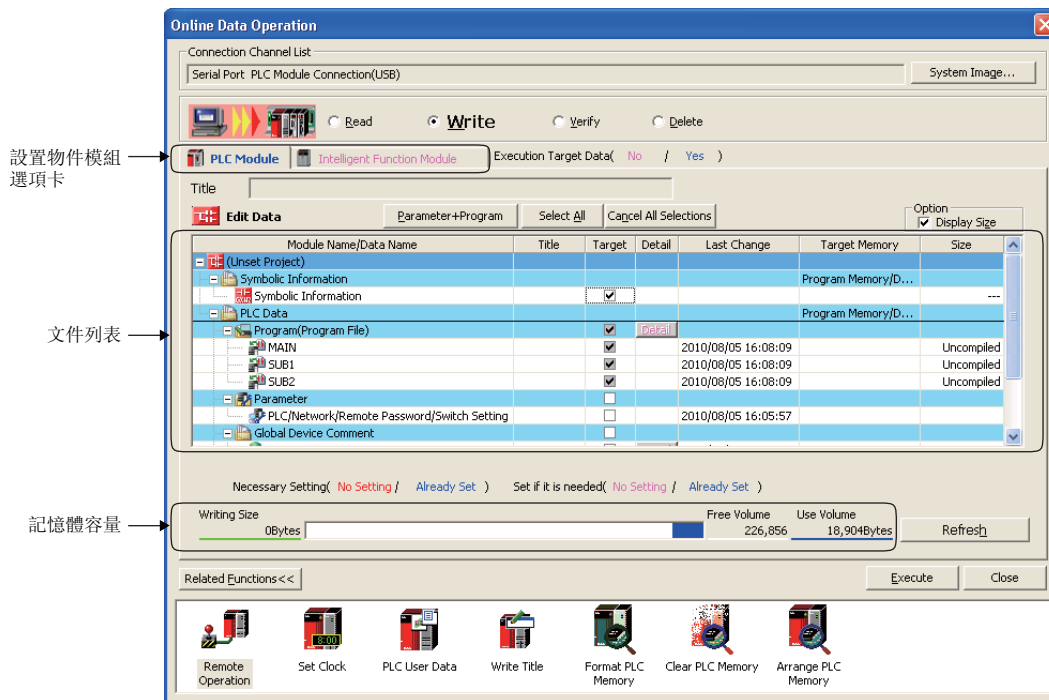 Online Data Operation
Connection Channel List
Serial Port PLC Module Connection(USB)
System Image...
Read
Write
Verify
Delete
設置物件模組
選項卡
PLC Module
Intelligent Function Module
Execution Target Data( No / Yes )
Title
Edit Data
Parameter+Program
Select All
Cancel All Selections
Option
Display Size
Module Name/Data Name Title Target Detail Last Change Target Memory Size
(Unset Project)
Symbolic Information Program Memory/D...
Symbolic Information ---
PLC Data Program Memory/D...
文件列表
Program(Program File) Detail
MAIN 2010/08/05 16:08:09 Uncompiled
SUB1 2010/08/05 16:08:09 Uncompiled
SUB2 2010/08/05 16:08:09 Uncompiled
Parameter
PLC/Network/Remote Password/Switch Setting 2010/08/05 16:05:57
Global Device Comment
Necessary Setting( No Setting / Already Set ) Set if it is needed( No Setting / Already Set )
記憶體容量
Writing Size Free Volume Use Volume
0Bytes 226,856 18,904Bytes
Refresh
Related Functions<<
Execute
Close
8:00
Remote
Operation
Set Clock
PLC User Data
Write Title
Format PLC
Memory
Clear PLC Memory
Arrange PLC
Memory